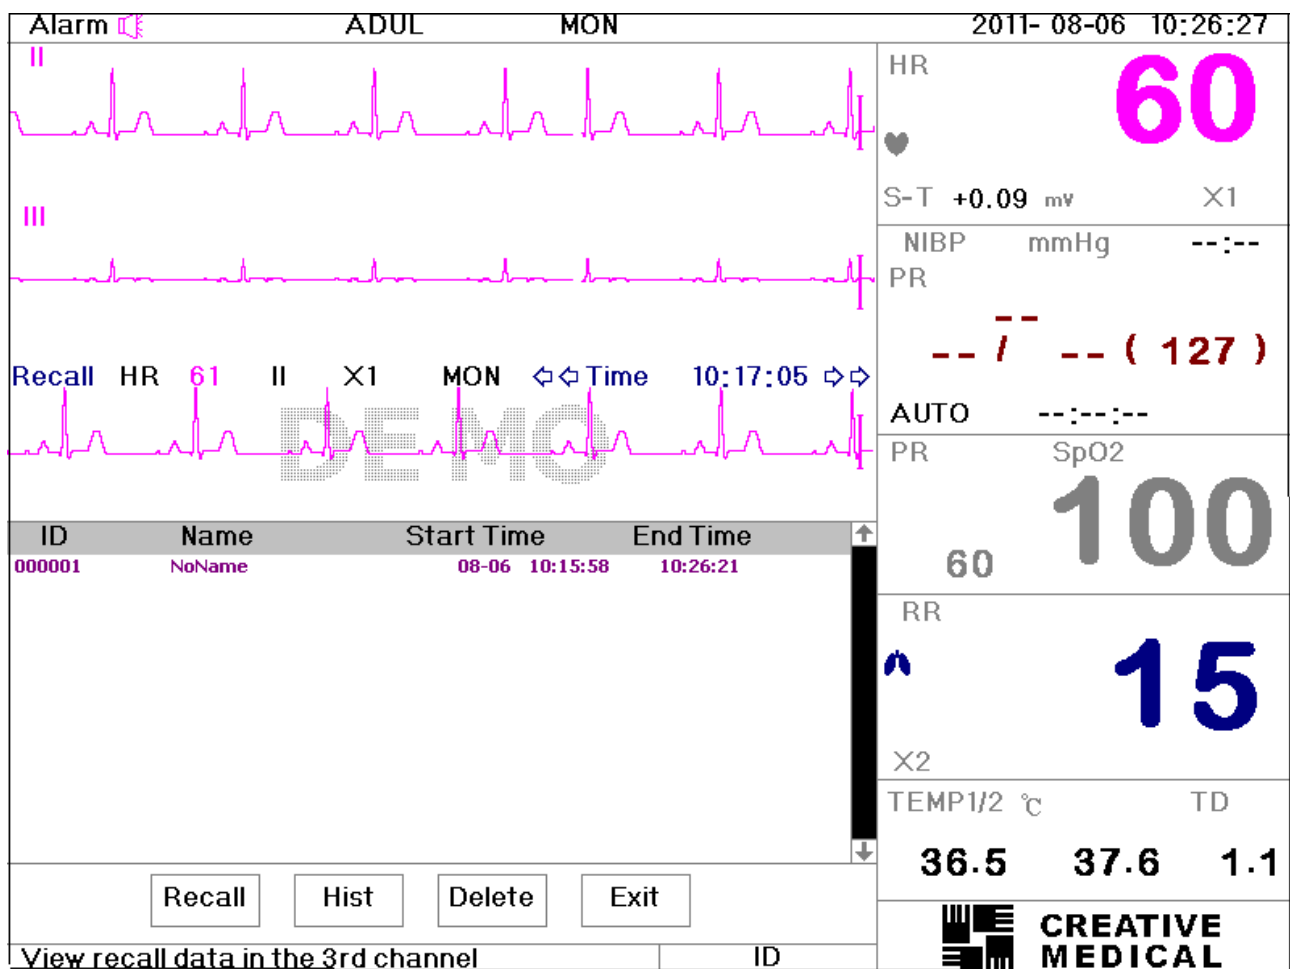 Alarm ADUL MON 2011- 08-06 10:26:27
II
HR 60
S-T +0.09 mV X1
III
NIBP mmHg --:--
PR
-- / -- -- ( 127 )
AUTO --:--:--
Recall HR 61 II X1 MON Time 10:17:05
DEMO
PR SpO2
60 100
ID Name Start Time End Time
000001 NoName 08-06 10:15:58 10:26:21
RR
15
X2
TEMP1/2 °C TD
36.5 37.6 1.1
Recall Hist Delete Exit
View recall data in the 3rd channel ID
CREATIVE
MEDICAL